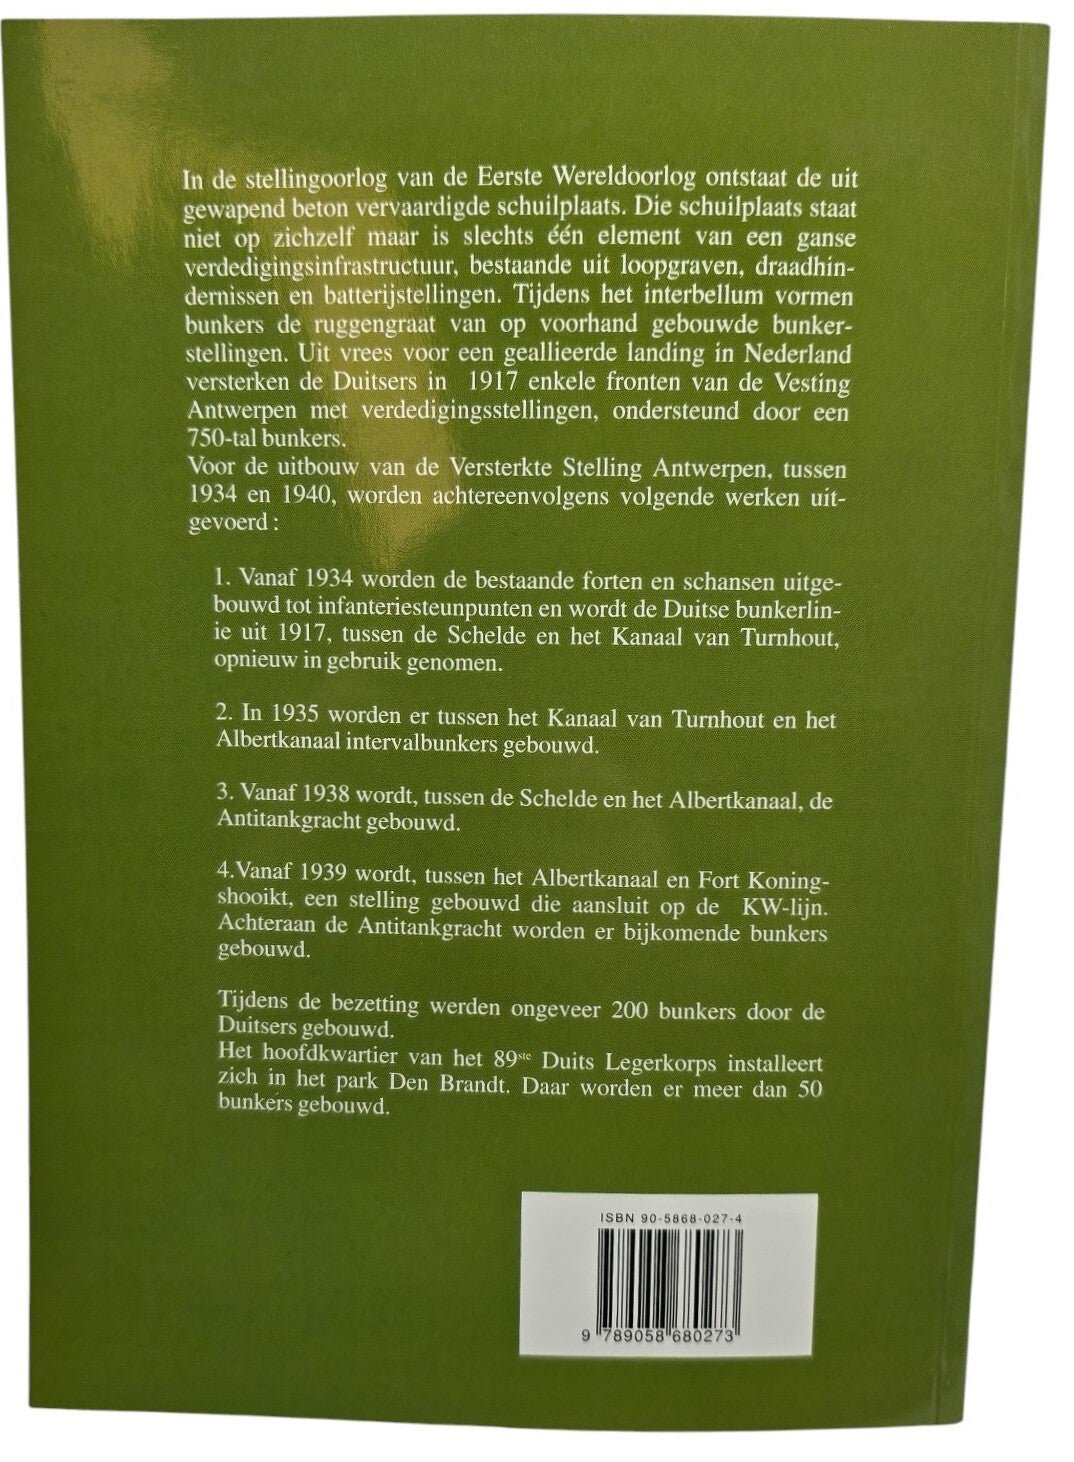 In de stellingoorlog van de Eerste Wereldoorlog ontstaat de uit
gewapend beton vervaardigde schuilplaats. Die schuilplaats staat
niet op zichzelf maar is slechts één element van een ganse
verdedigingsinfrastructuur, bestaande uit loopgraven, draadhin-
dernissen en batterijstellingen. Tijdens het interbellum vormen
bunkers de ruggengraat van op voorhand gebouwde bunker-
stellingen. Uit vrees voor een geallieerde landing in Nederland
versterken de Duitsers in 1917 enkele fronten van de Vesting
Antwerpen met verdedigingsstellingen, ondersteund door een
750-tal bunkers.
Voor de uitbouw van de Versterkte Stelling Antwerpen, tussen
1934 en 1940, worden achtereenvolgens volgende werken uit-
gevoerd :
1. Vanaf 1934 worden de bestaande forten en schansen uitge-
bouwd tot infanteriesteunpunten en wordt de Duitse bunkerlin-
ie uit 1917, tussen de Schelde en het Kanaal van Turnhout,
opnieuw in gebruik genomen.
2. In 1935 worden er tussen het Kanaal van Turnhout en het
Albertkanaal intervalbunkers gebouwd.
3. Vanaf 1938 wordt, tussen de Schelde en het Albertkanaal, de
Antitankgracht gebouwd.
4.Vanaf 1939 wordt, tussen het Albertkanaal en Fort Koning-
shooikt, een stelling gebouwd die aansluit op de KW-lijn.
Achteraan de Antitankgracht worden er bijkomende bunkers
gebouwd.
Tijdens de bezetting werden ongeveer 200 bunkers door de
Duitsers gebouwd.
Het hoofdkwartier van het 89ste Duits Legerkorps installeert
zich in het park Den Brandt. Daar worden er meer dan 50
bunkers gebouwd.
ISBN 90-5868-027-4
9 789058 680273